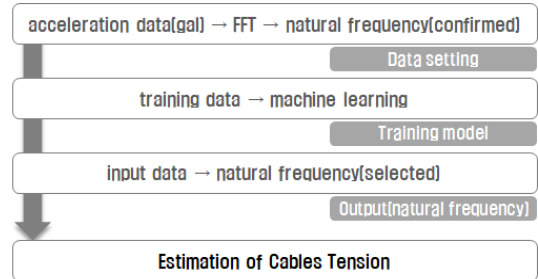 acceleration data(gal) → FFT → natural frequency(confirmed)
Data setting
training data → machine learning
Training model
input data → natural frequency(selected)
Output(natural frequency)
Estimation of Cables Tension